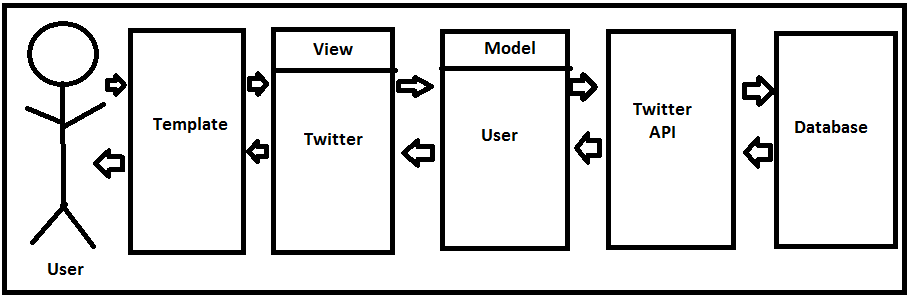 View
Model
Template
Twitter
User
Twitter
API
Database
User